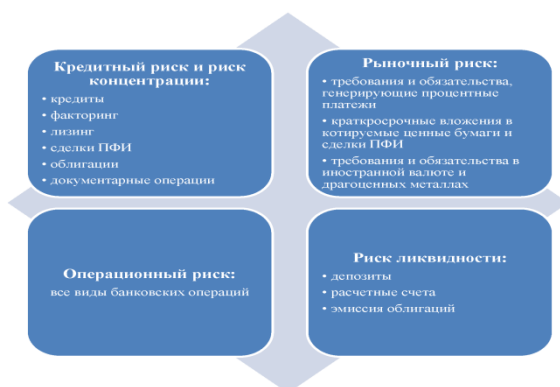 Кредитный риск и риск
концентрации:
• кредиты
• факторинг
• лизинг
• сделки ПФИ
• облигации
• документарные операции
Рыночный риск:
• требования и обязательства,
генерирующие процентные
платежи
• краткросрочные вложения в
котирусмые ценные бумаги и
сделки ПФИ
• требования и обязательства в
иностранной валюте и
драгоценных металлах
Операционный риск:
все виды банковских операций
Риск ликвидности:
• депозиты
• расчетные счета
• эмиссия облигаций